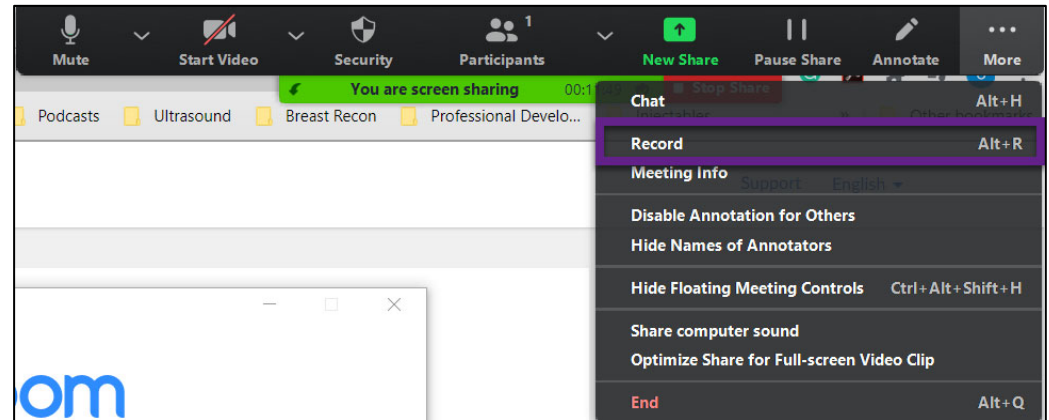 1
Mute Start Video Security Participants New Share Pause Share Annotate More
You are screen sharing Stop Share
Podcasts Ultrasound Breast Recon Professional Develo... Injectables » Other bookmarks
Chat Alt+H
Record Alt+R
Meeting Info
Support English
Disable Annotation for Others
Hide Names of Annotators
Hide Floating Meeting Controls Ctrl+Alt+Shift+H
Share computer sound
Optimize Share for Full-screen Video Clip
End Alt+Q
om